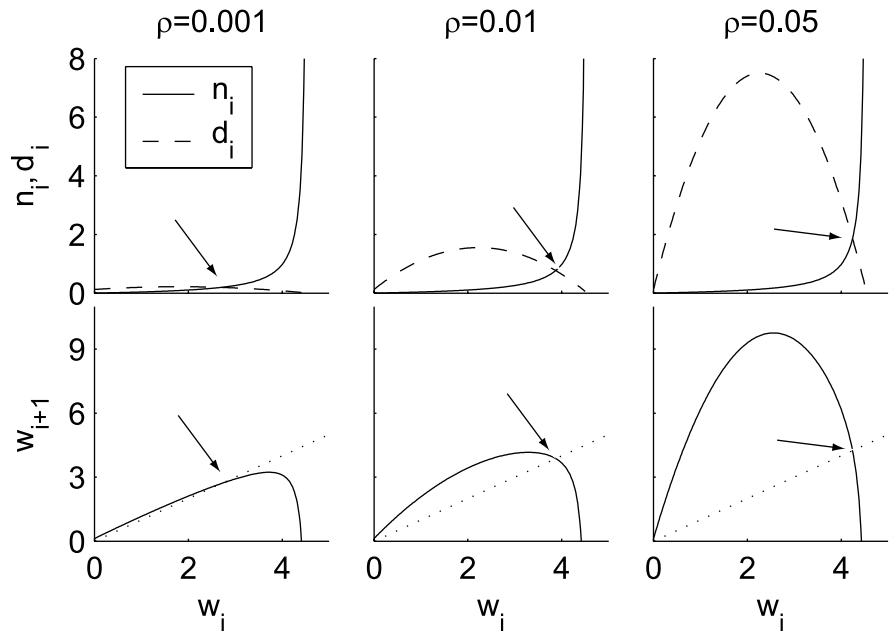 ρ=0.001 ρ=0.01 ρ=0.05
8
6
4
2
0
n_i, d_i
n_i
d_i
9
6
3
0
w_{i+1}
0 2 4 0 2 4 0 2 4
w_i w_i w_i